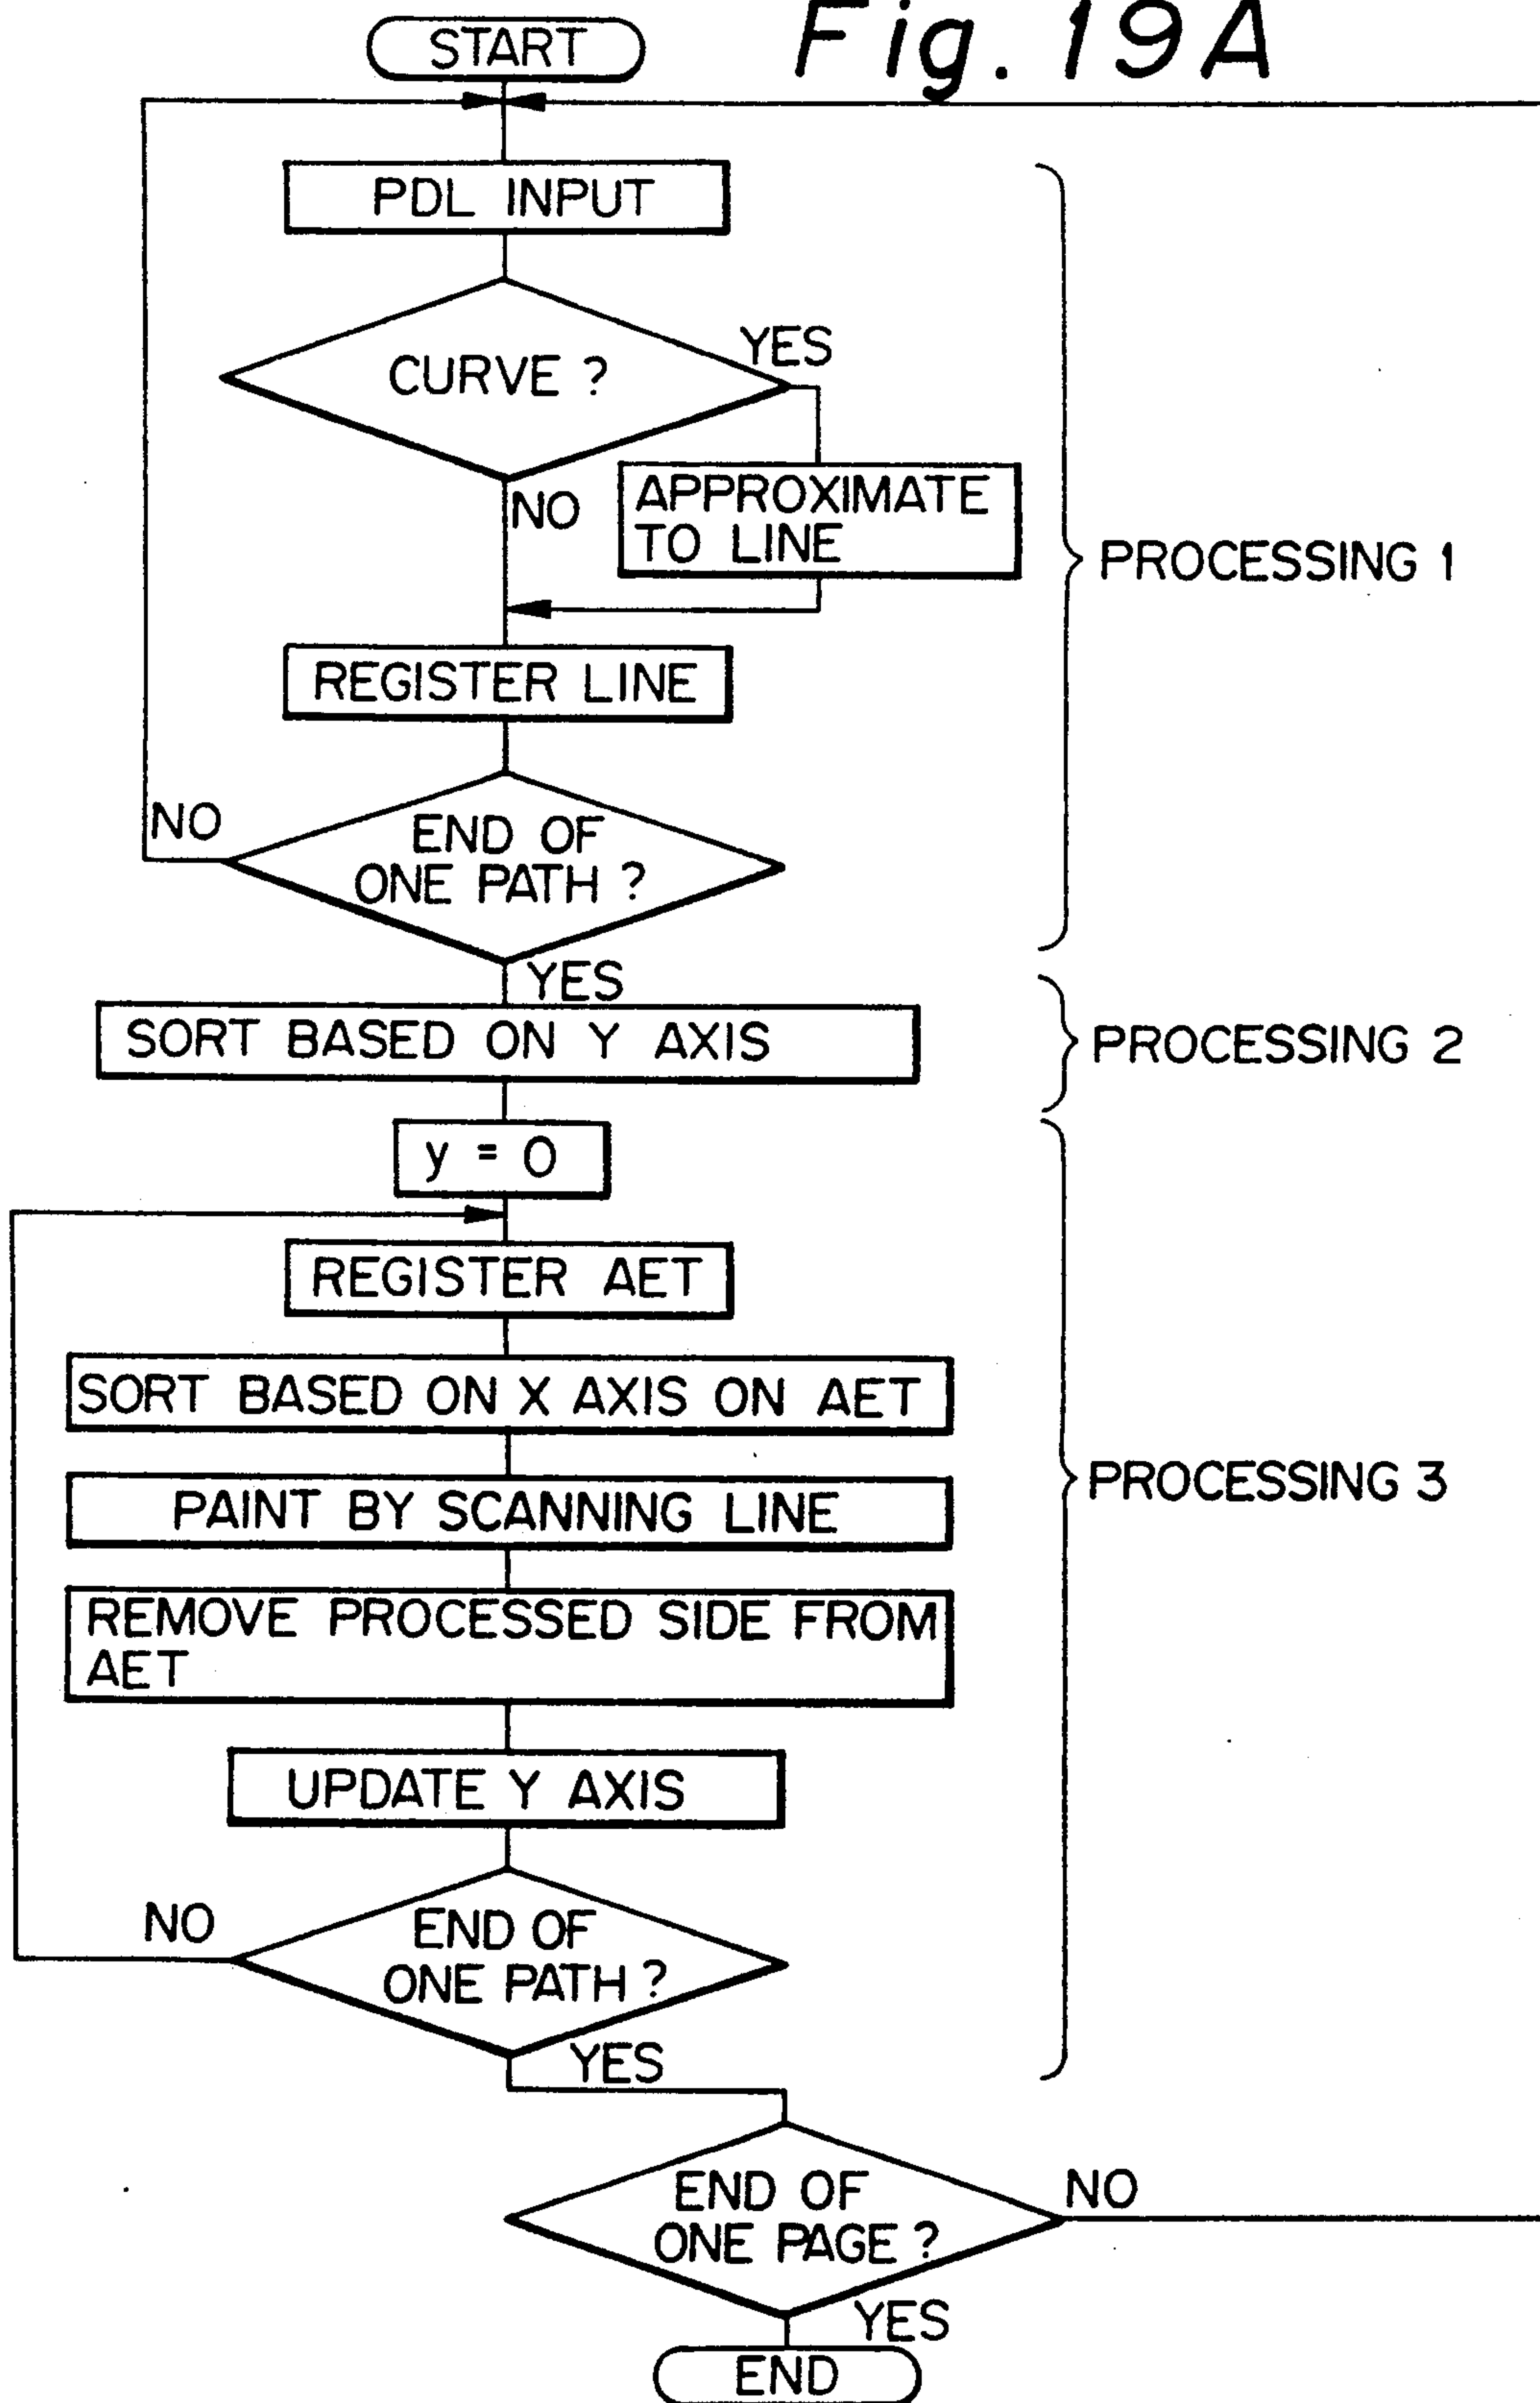 Fig. 19A
START
PDL INPUT
CURVE ?
YES
NO
APPROXIMATE
TO LINE
PROCESSING 1
REGISTER LINE
NO
END OF
ONE PATH ?
YES
SORT BASED ON Y AXIS
PROCESSING 2
y = 0
REGISTER AET
SORT BASED ON X AXIS ON AET
PROCESSING 3
PAINT BY SCANNING LINE
REMOVE PROCESSED SIDE FROM
AET
UPDATE Y AXIS
NO
END OF
ONE PATH ?
YES
END OF
ONE PAGE ?
NO
YES
END